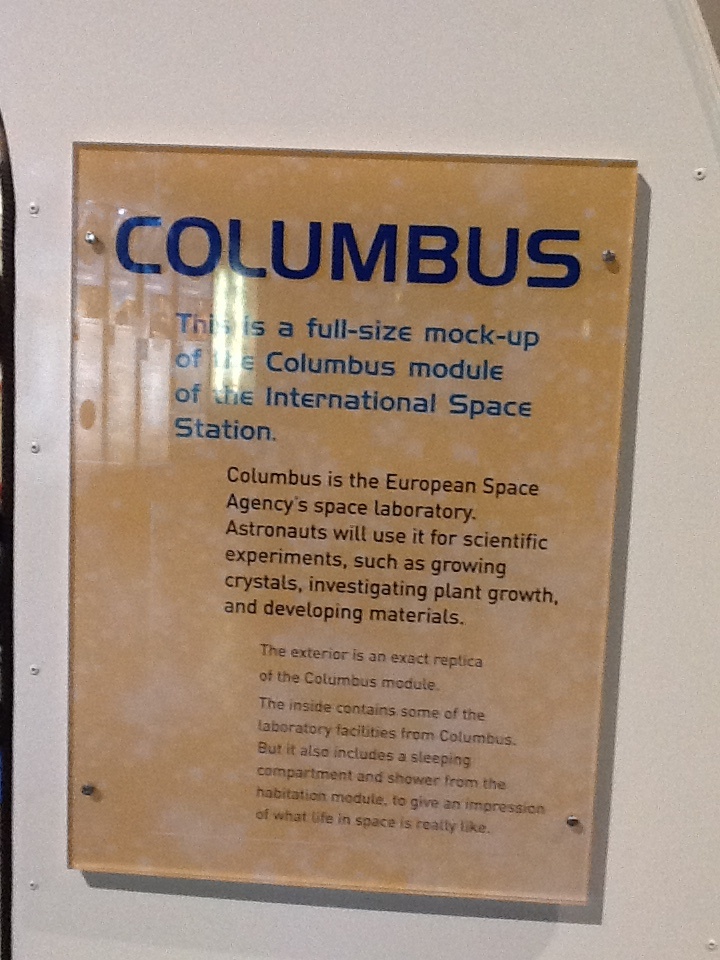 COLUMBUS
This is a full-size mock-up
of the Columbus module
of the International Space
Station.
Columbus is the European Space
Agency's space laboratory.
Astronauts will use it for scientific
experiments, such as growing
crystals, investigating plant growth,
and developing materials.
The exterior is an exact replica
of the Columbus module.
The inside contains some of the
laboratory facilities from Columbus.
But it also includes a sleeping
compartment and shower from the
habitation module, to give an impression
of what life in space is really like.